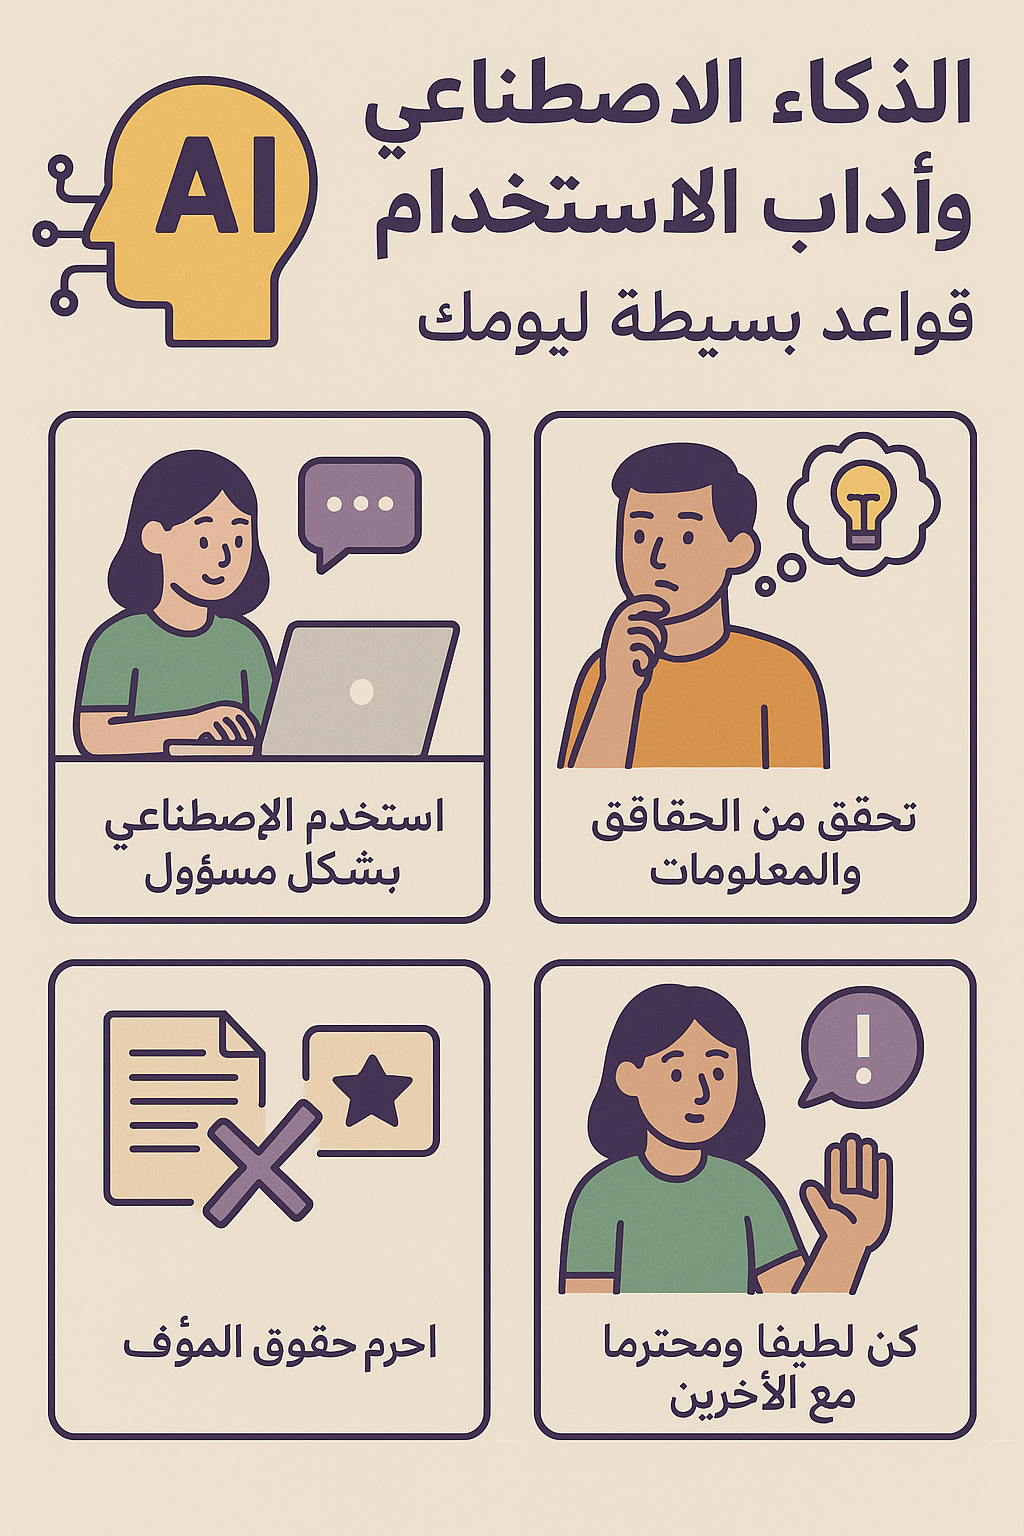 الذكاء الاصطناعي
وأداب الاستخدام
قواعد بسيطة ليومك
AI
تحقق من الحقاقق
والمعلومات
استخدم الإصطناعي
بشكل مسؤول
كن لطيفا ومحترما
مع الأخرين
احرم حقوق المؤف